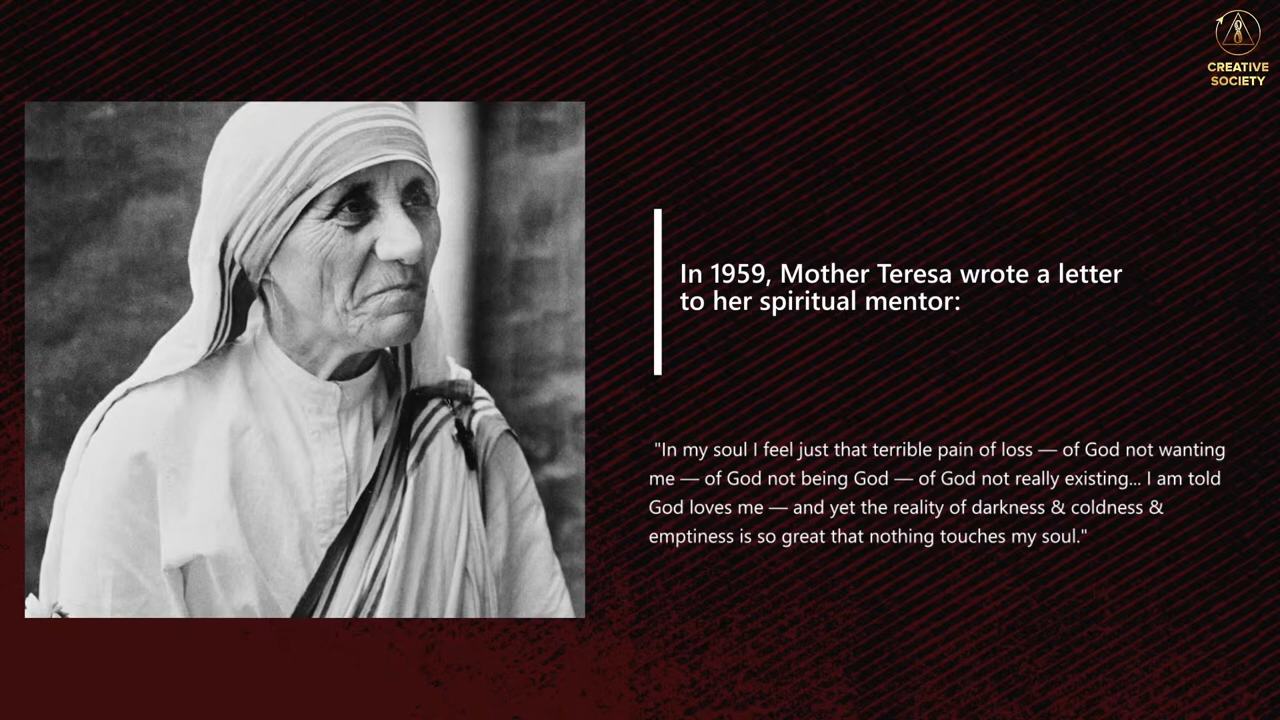 CREATIVE
SOCIETY
In 1959, Mother Teresa wrote a letter
to her spiritual mentor:
"In my soul I feel just that terrible pain of loss — of God not wanting
me — of God not being God — of God not really existing... I am told
God loves me — and yet the reality of darkness & coldness &
emptiness is so great that nothing touches my soul."